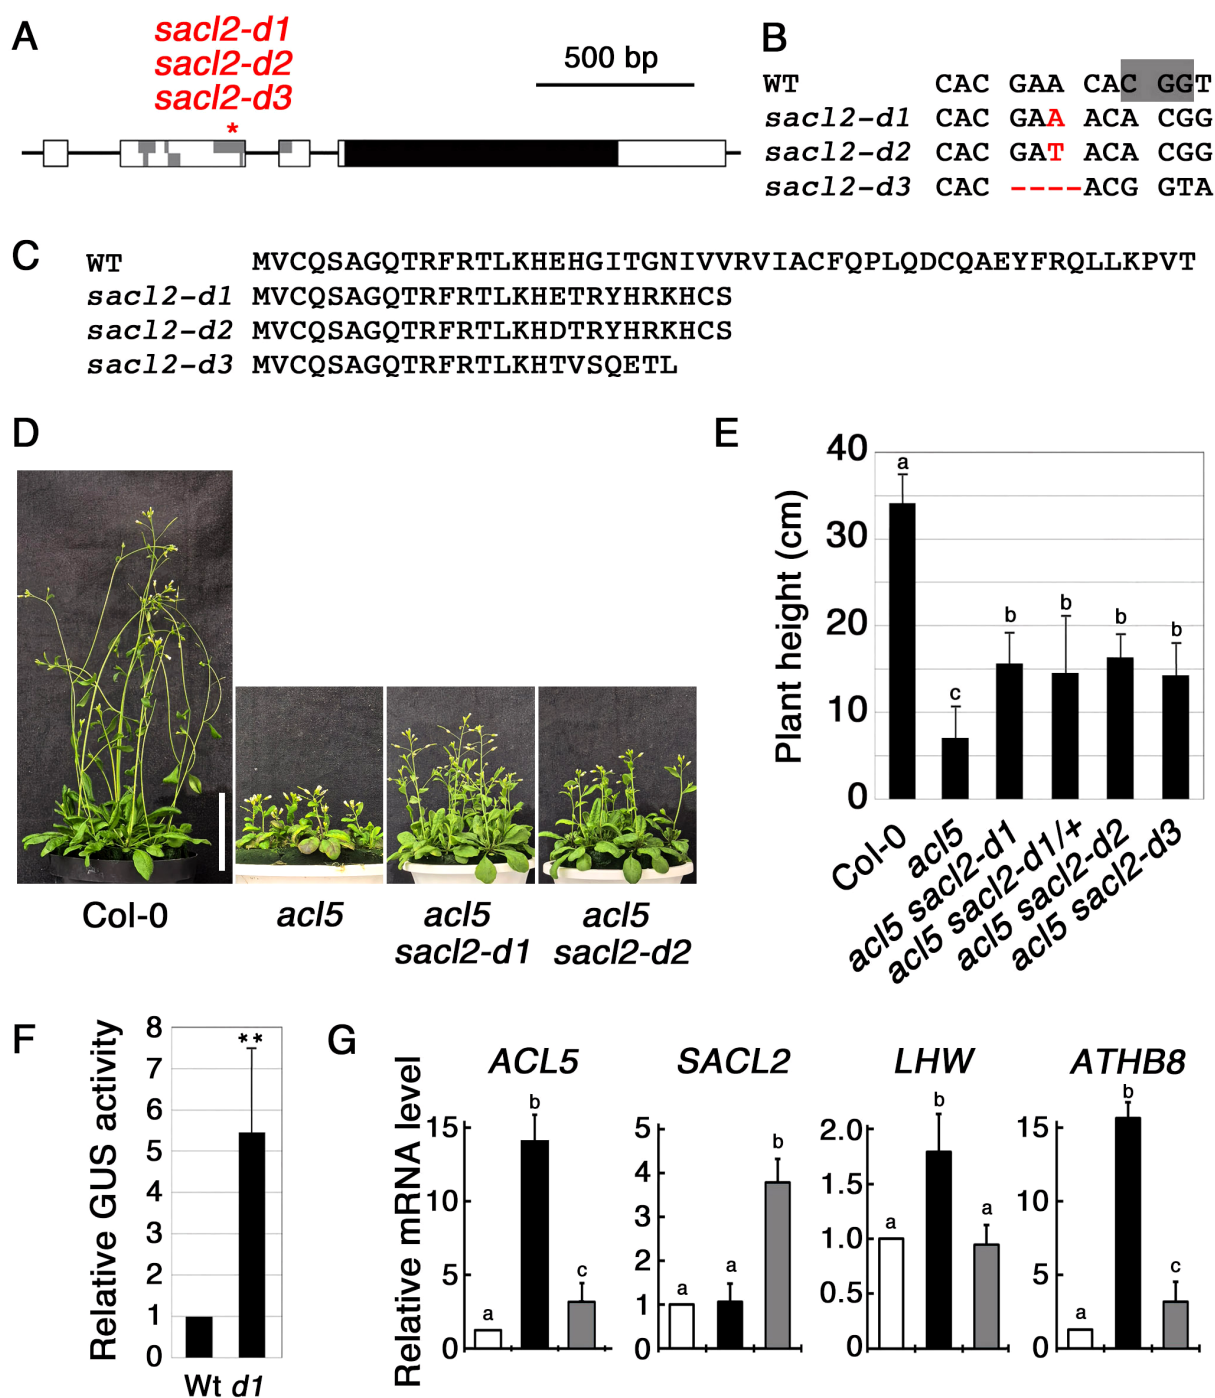 A
sacl2-d1
sacl2-d2
sacl2-d3
*
500 bp
B
WT CAC GAA CAC GGT
sacl2-d1 CAC GAA ACA CGG
sacl2-d2 CAC GAT ACA CGG
sacl2-d3 CAC ----ACG GTA
C
WT MVCQSAGQTRFRTLKHEHGITGNIVVRVIACFQPLQDCQAEYFRQLLKPVT
sacl2-d1 MVCQSAGQTRFRTLKHETRYHRKHCS
sacl2-d2 MVCQSAGQTRFRTLKHDTRYHRKHCS
sacl2-d3 MVCQSAGQTRFRTLKHTVSQETL
D
Col-0
acl5
acl5 sacl2-d1
acl5 sacl2-d2
E
Plant height (cm)
40
30
20
10
0
a
c
b
b
b
b
Col-0
acl5
acl5 sacl2-d1
acl5 sacl2-d1/+
acl5 sacl2-d2
acl5 sacl2-d3
F
Relative GUS activity
8
7
6
5
4
3
2
1
0
**
Wt d1
G
Relative mRNA level
ACL5
15
10
5
0
a
b
c
SACL2
5
4
3
2
1
0
a
a
b
LHW
2.0
1.5
1.0
0.5
0
a
b
a
ATHB8
15
10
5
0
a
b
c